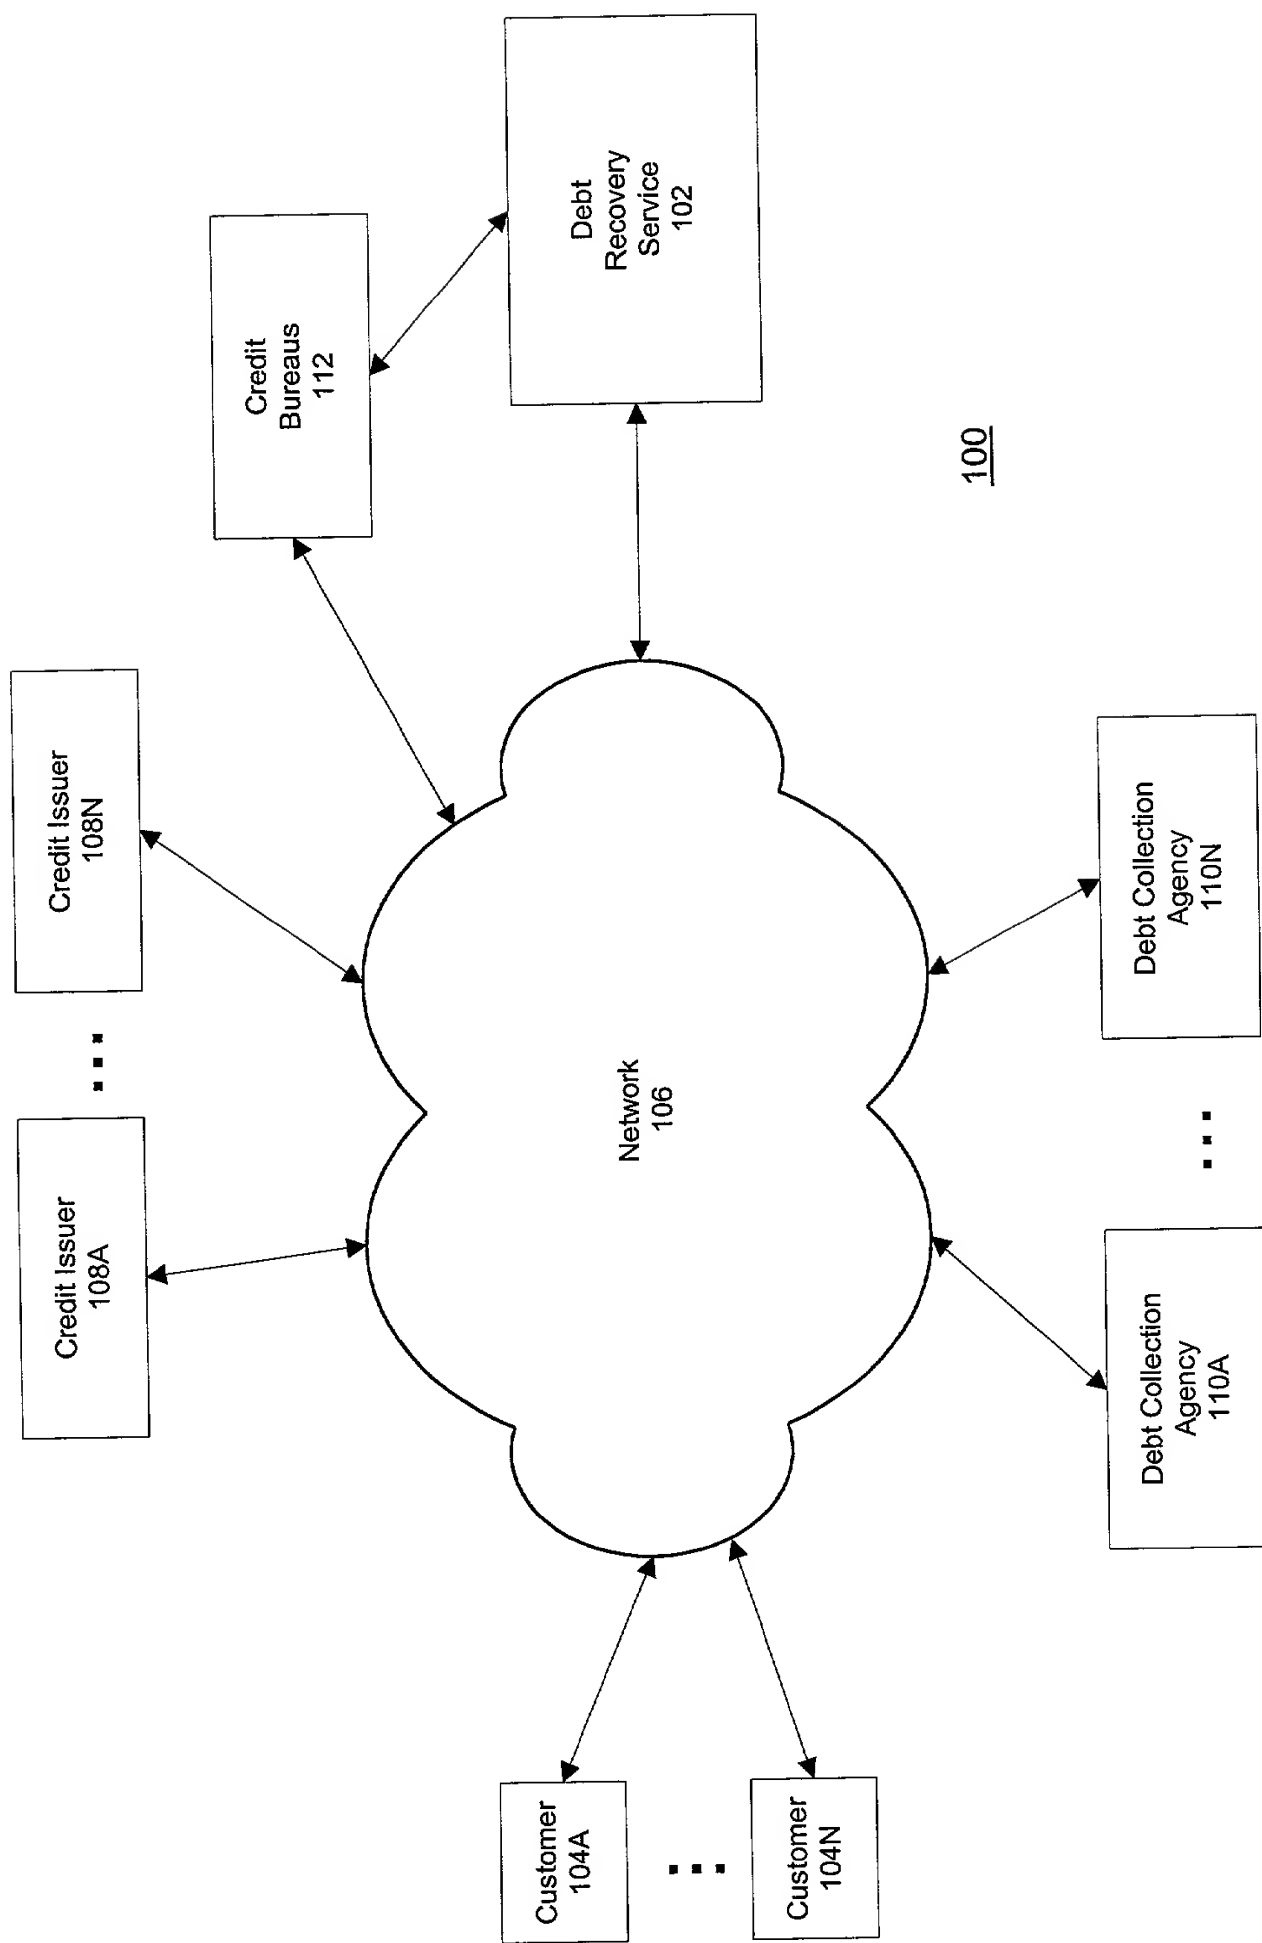 Credit Issuer
108A
Credit Issuer
108N
Credit
Bureaus
112
Customer
104A
Customer
104N
Network
106
Debt
Recovery
Service
102
100
Debt Collection
Agency
110A
Debt Collection
Agency
110N